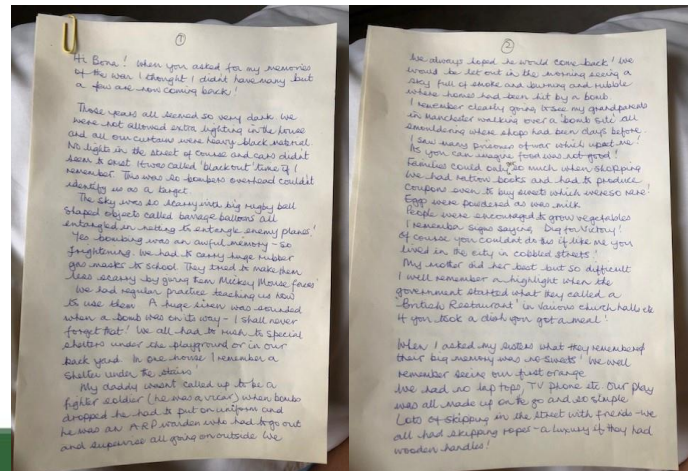 ①
Hi Bona! When you asked for my memories
of the war I thought I didn't have many but
a few are now coming back!
Those years all seemed so very dark. We
were not allowed extra lighting in the house
and all our curtains were heavy black material.
No lights in the street of course and cars didn't
seem to exist. It was called 'black out' time if I
remember. This was so bombers overhead couldn't
identify us as a target.
The sky was so scary with big rugby ball
shaped objects called barrage balloons all
entangled in netting to entangle enemy planes!
Yes bombing was an awful memory - so
frightening. We had to carry huge rubber
gas masks to school. They tried to make them
less scary by giving them Mickey Mouse faces!
We had regular practice teaching us how
to use them. A huge siren was sounded
when a bomb was on its way - I shall never
forget that! We all had to rush to special
shelters under the playground or in our
back yard. In one house I remember a
shelter under the stairs!
My daddy wasn't called up to be a
fighter soldier (he was a vicar) when bombs
dropped he had to put on uniform and
he was an A.R.P warden who had to go out
and supervise all going on outside. We
②
We always hoped he would come back! We
would be let out in the morning seeing a
sky full of smoke and burning and rubble
where homes had been hit by a bomb
I remember clearly going to see my grandparents
in Manchester walking over a 'bomb site' all
smouldering where shops had been days before.
I saw many prisoners of war which upset me!
As you can imagine food was not good!
Families could only so much when shopping
We had ration books and had to produce
coupons even to buy sweets which were so rare!
Egg were powdered as was milk
People were encouraged to grow vegetables
I remember signs saying 'Dig for Victory'!
Of course you couldn't do this if like me you
lived in the city in cobbled streets!
My mother did her best but so difficult
I well remember a highlight when the
government started what they called a
'British Restaurant' in various church halls etc
If you took a dish you got a meal!
When I asked my sisters what they remembered
their big memory was no sweets! We well
remember seeing our first orange
We had no lap tops, TV phone etc Our play
was all made up on the go and so simple
Lots of skipping in the street with friends - we
all had skipping ropes - a luxury if they had
wooden handles!